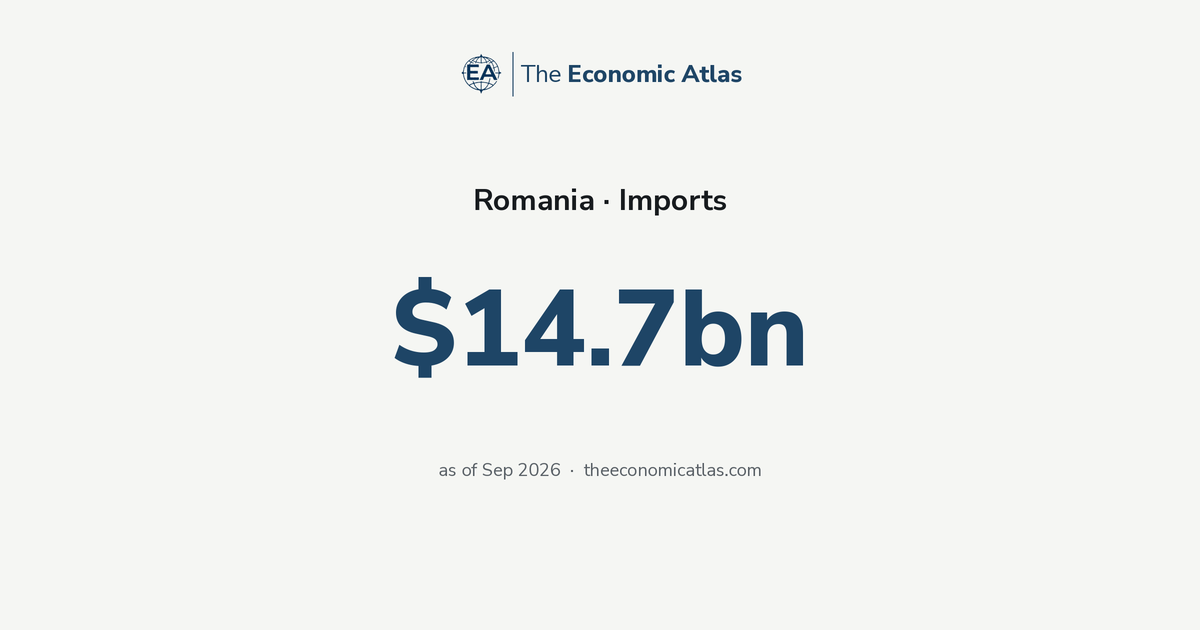 EA The Economic Atlas
Romania · Imports
$14.7bn
as of Sep 2026 · theeconomicatlas.com